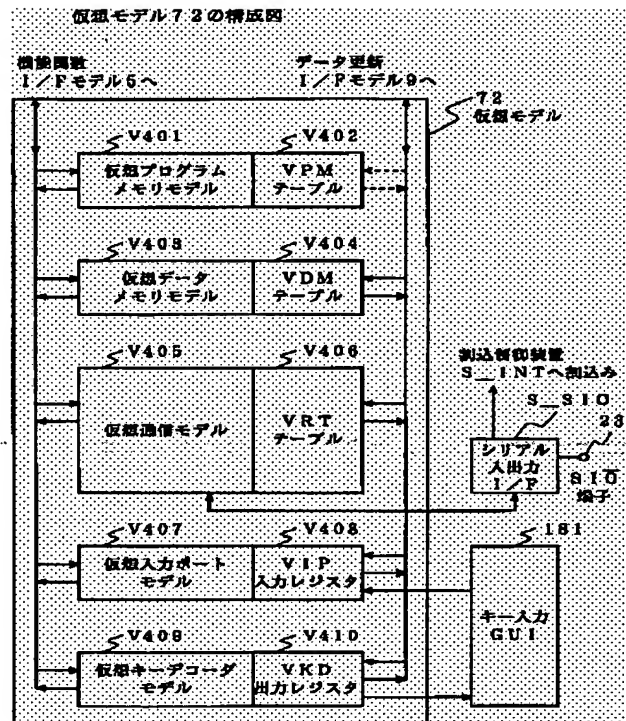 仮想モデル72の構成図
機能関数
I/Fモデル6へ
データ更新
I/Fモデル9へ
72
仮想モデル
V401
V402
仮想プログラム
メモリモデル
VPM
テーブル
V403
V404
仮想データ
メモリモデル
VDM
テーブル
V405
V406
仮想通信モデル
VRT
テーブル
割込制御装置
S_INTへ割込み
S_SIO
23
シリアル
入出力
I/F
SIO
端子
V407
V408
仮想入力ポート
モデル
VIP
入力レジスタ
181
キー入力
GUI
V409
V410
仮想キーデコーダ
モデル
VKD
出力レジスタ